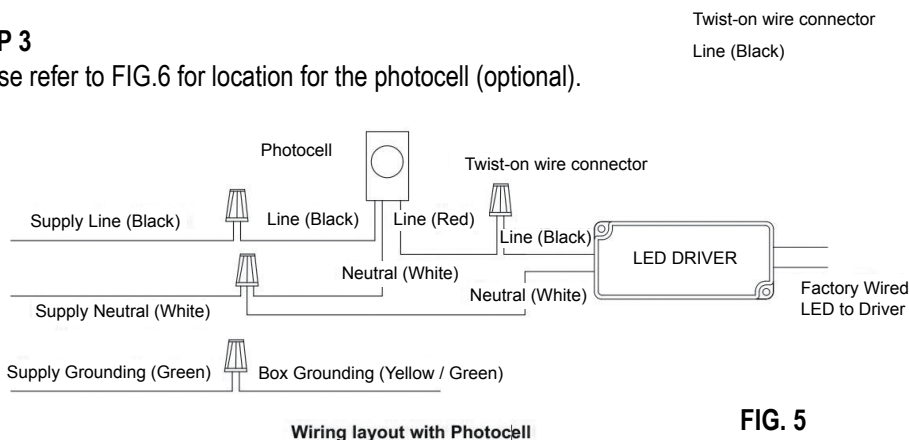 Twist-on wire connector
Line (Black)
P 3
se refer to FIG.6 for location for the photocell (optional).
Photocell
Twist-on wire connector
Supply Line (Black)
Line (Black)
Line (Red)
Line (Black)
LED DRIVER
Neutral (White)
Neutral (White)
Factory Wired
LED to Driver
Supply Neutral (White)
Supply Grounding (Green)
Box Grounding (Yellow / Green)
Wiring layout with Photocell
FIG. 5